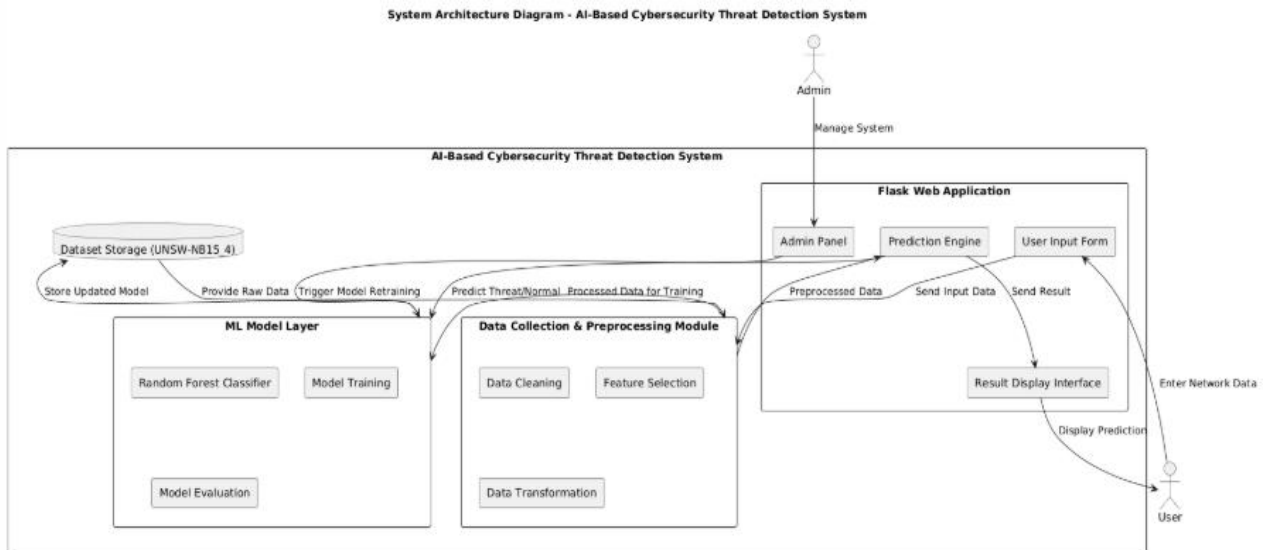 System Architecture Diagram - AI-Based Cybersecurity Threat Detection System
Admin
Manage System
AI-Based Cybersecurity Threat Detection System
Flask Web Application
Dataset Storage (UNSW-NB15_4)
Admin Panel
Prediction Engine
User Input Form
Store Updated Model
Provide Raw Data
Trigger Model Retraining
Predict Threat/Normal
Processed Data for Training
Preprocessed Data
Send Input Data
Send Result
ML Model Layer
Data Collection & Preprocessing Module
Random Forest Classifier
Model Training
Data Cleaning
Feature Selection
Result Display Interface
Enter Network Data
Display Prediction
Model Evaluation
Data Transformation
User